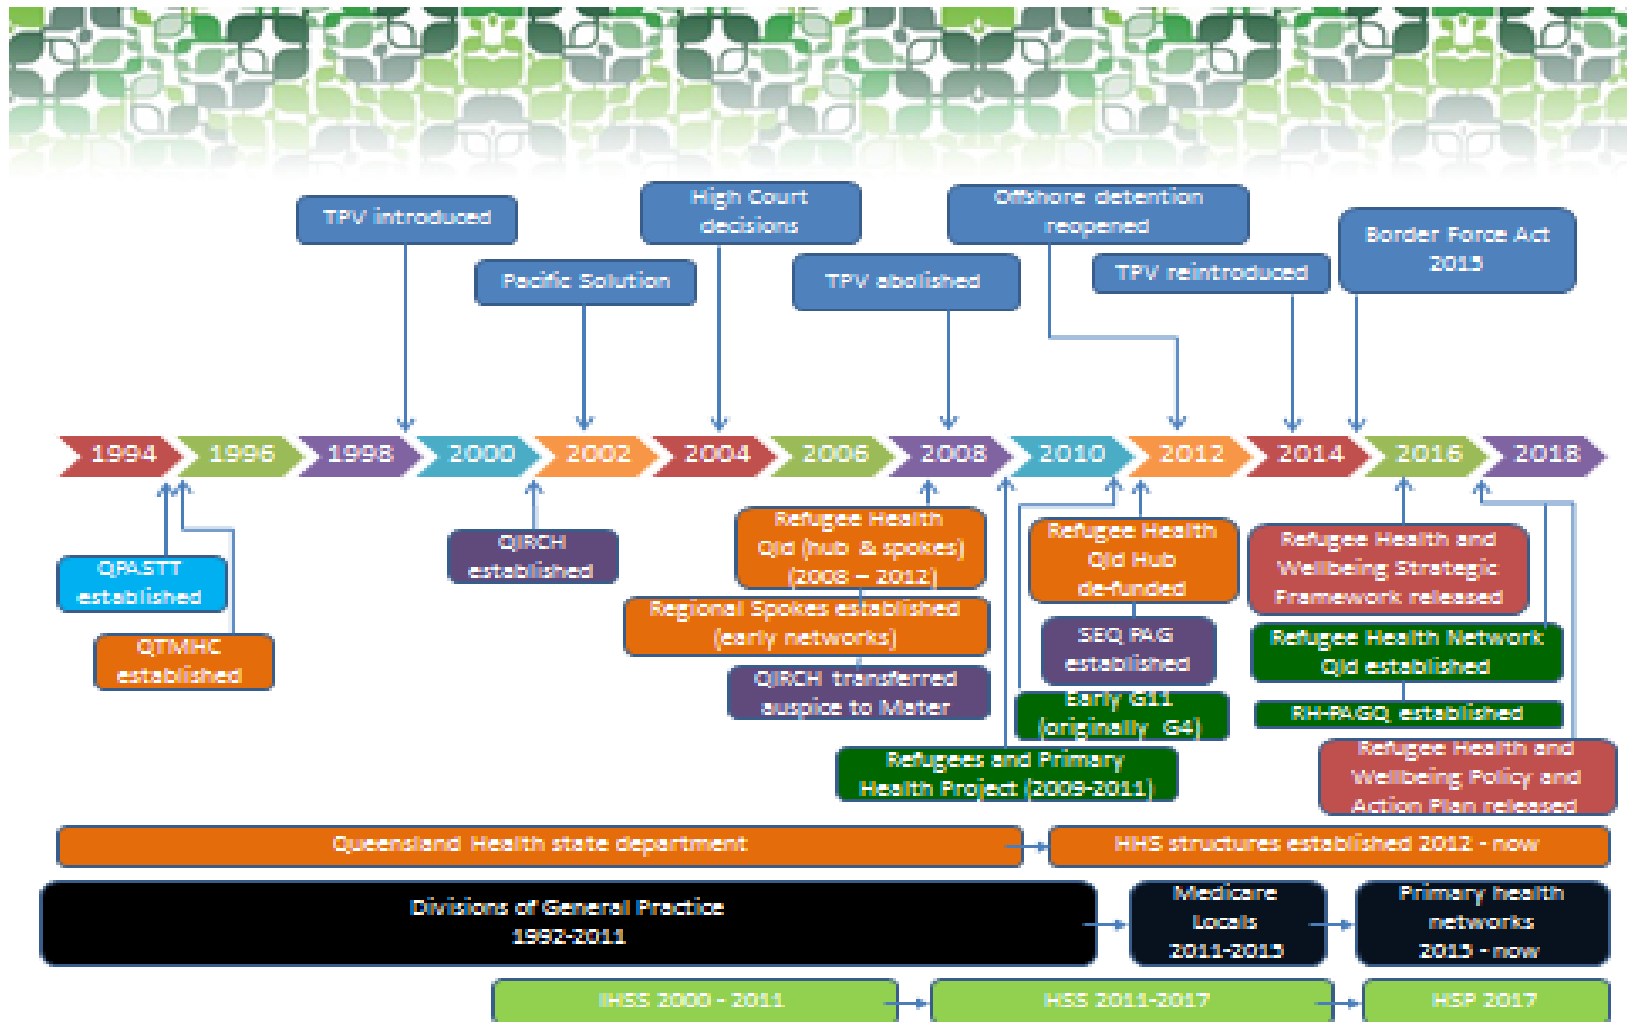 TPV introduced
High Court
decisions
Offshore detention
reopened
Border Force Act
2015
Pacific Solution
TPV abolished
TPV reintroduced
1994
1996
1998
2000
2002
2004
2006
2008
2010
2012
2014
2016
2018
QPASTT
established
QTMHC
established
QIRCH
established
Refugee Health
Qld (hub & spokes)
(2008 – 2012)
Regional Spokes established
(early networks)
QIRCH transferred
auspice to Mater
Refugees and Primary
Health Project (2009-2011)
Refugee Health
Qld Hub
de-funded
SEQ PAG
established
Early G11
(originally G4)
Refugee Health and
Wellbeing Strategic
Framework released
Refugee Health Network
Qld established
RH-PAGQ established
Refugee Health and
Wellbeing Policy and
Action Plan released
Queensland Health state department
HHS structures established 2012 - now
Divisions of General Practice
1992-2011
Medicare
Locals
2011-2015
Primary health
networks
2015 - now
IHSS 2000 - 2011
HSS 2011-2017
HSP 2017